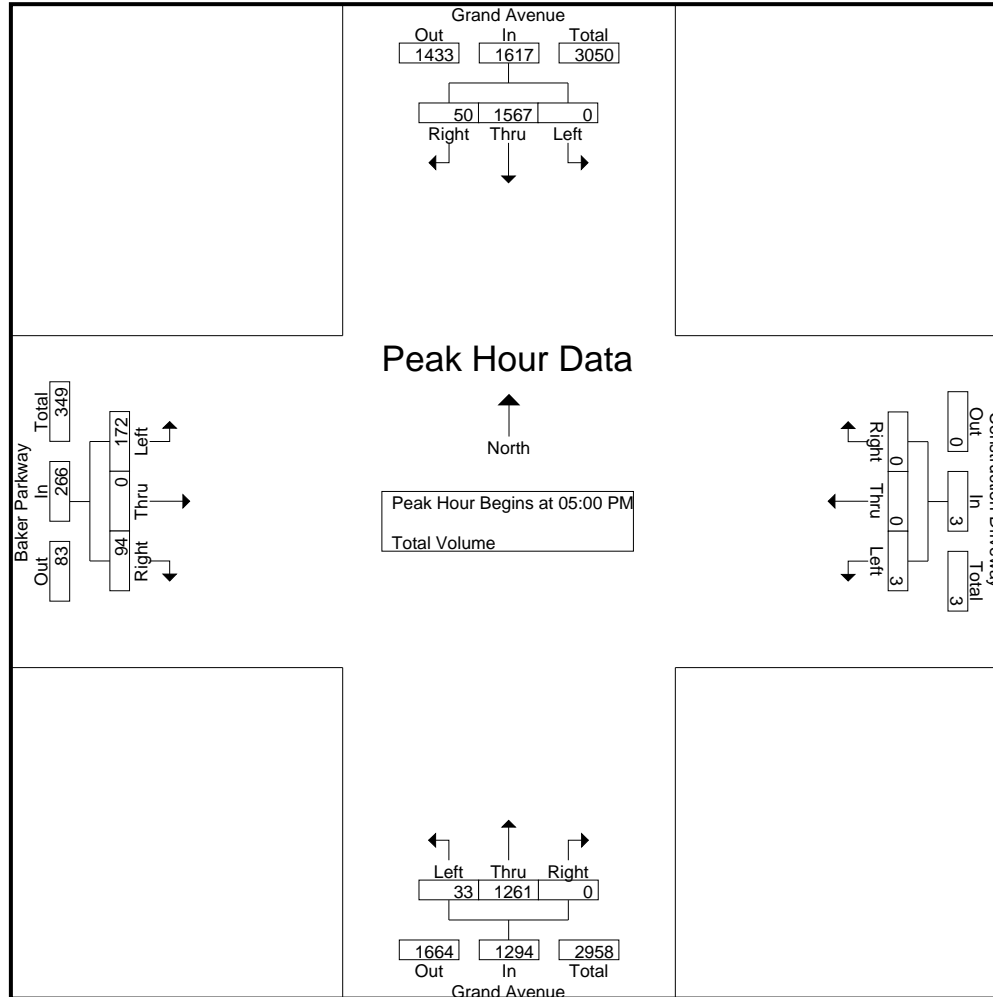 Grand Avenue
Out In Total
1433 1617 3050
50 1567 0
Right Thru Left
Peak Hour Data
North
Peak Hour Begins at 05:00 PM
Total Volume
Baker Parkway
Total In Out
349 266 83
172 0 94
Left Thru Right
Right Thru Left
0 0 3
0 3 3
Out In Total
Left Thru Right
33 1261 0
1664 1294 2958
Out In Total
Grand Avenue